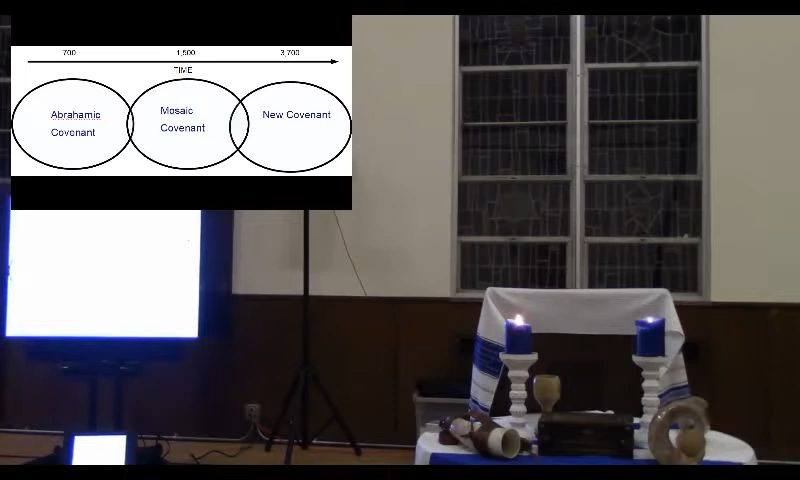 700 1,500 3,700
TIME
Abrahamic
Covenant
Mosaic
Covenant
New Covenant